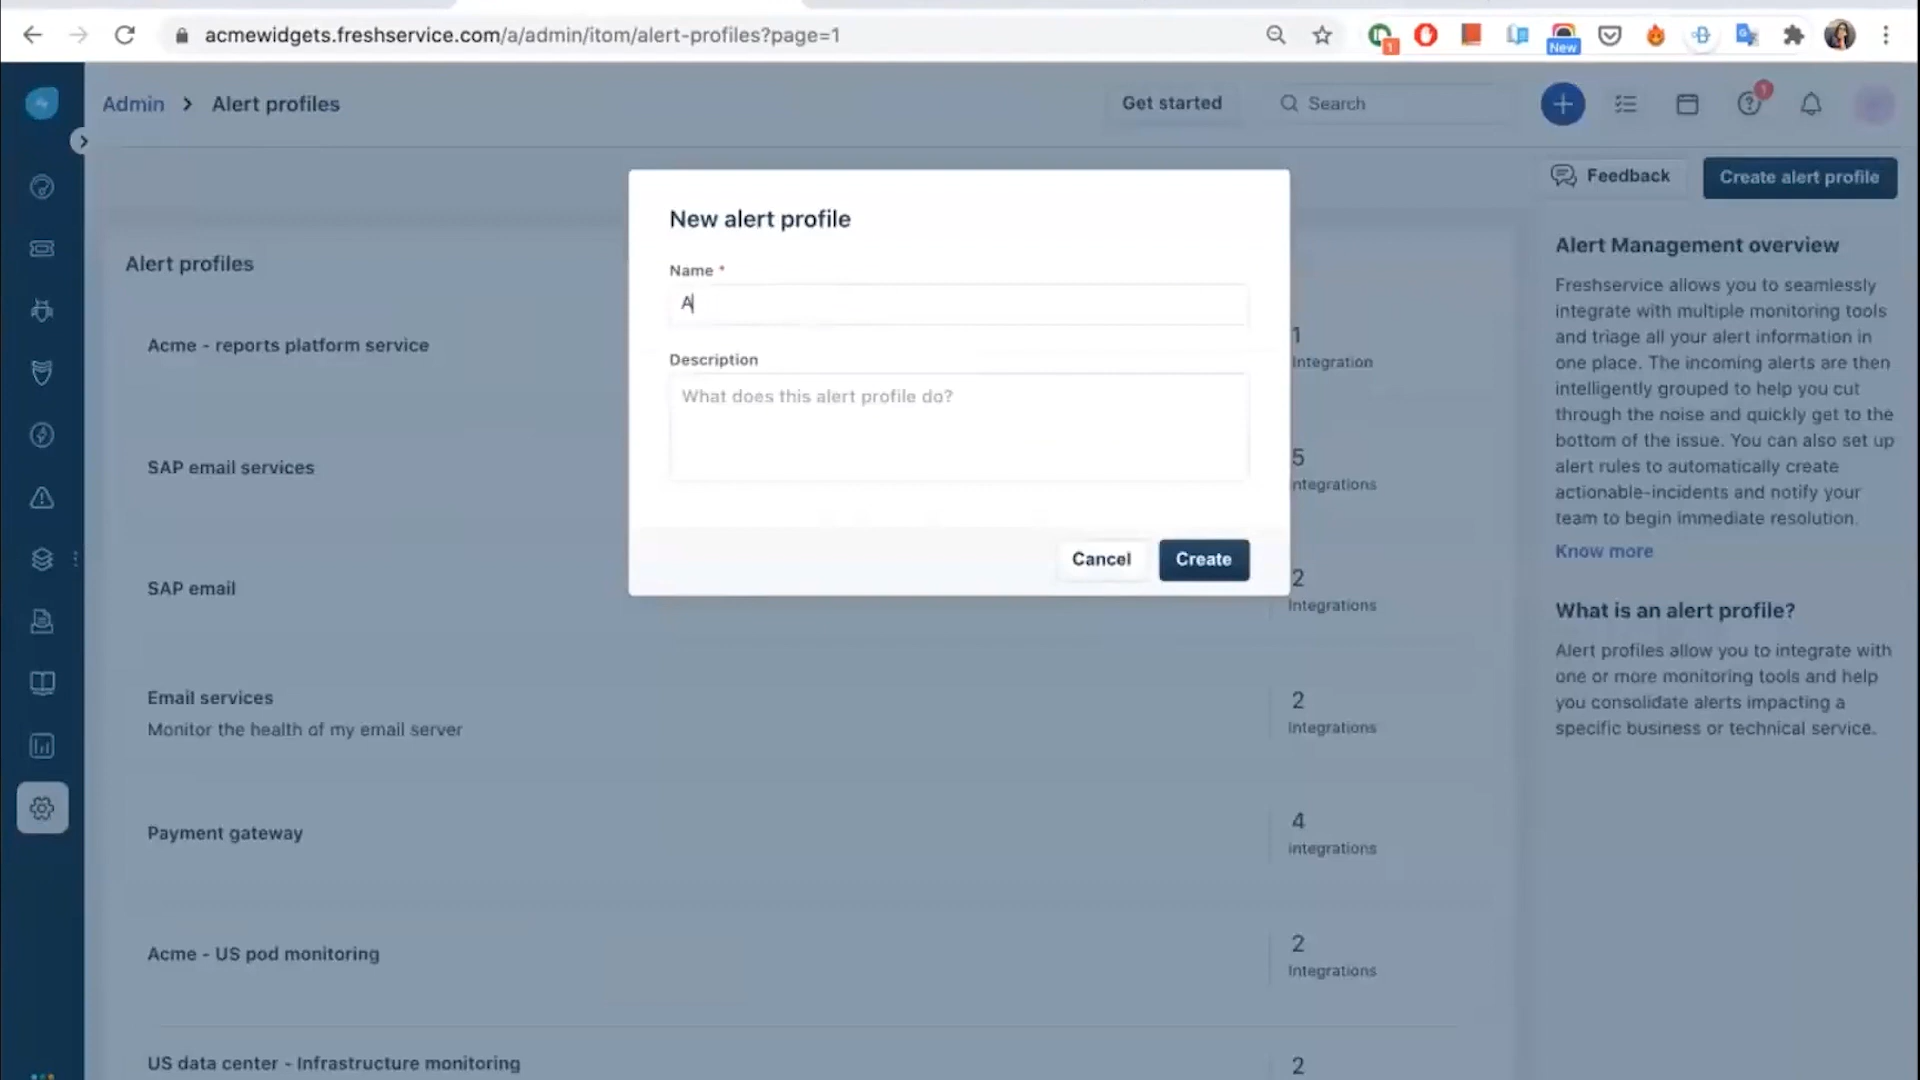 acmewidgets.freshservice.com/a/admin/itom/alert-profiles?page=1
1
New
Admin > Alert profiles
Get started
Search
1
Feedback
Create alert profile
New alert profile
Name *
A
Description
What does this alert profile do?
Cancel
Create
Alert profiles
Acme - reports platform service
1
Integration
SAP email services
5
ntegrations
SAP email
2
Integrations
Email services
Monitor the health of my email server
2
Integrations
Payment gateway
4
integrations
Acme - US pod monitoring
2
Integrations
US data center - Infrastructure monitoring
2
Alert Management overview
Freshservice allows you to seamlessly
integrate with multiple monitoring tools
and triage all your alert information in
one place. The incoming alerts are then
intelligently grouped to help you cut
through the noise and quickly get to the
bottom of the issue. You can also set up
alert rules to automatically create
actionable-incidents and notify your
team to begin immediate resolution.
Know more
What is an alert profile?
Alert profiles allow you to integrate with
one or more monitoring tools and help
you consolidate alerts impacting a
specific business or technical service.